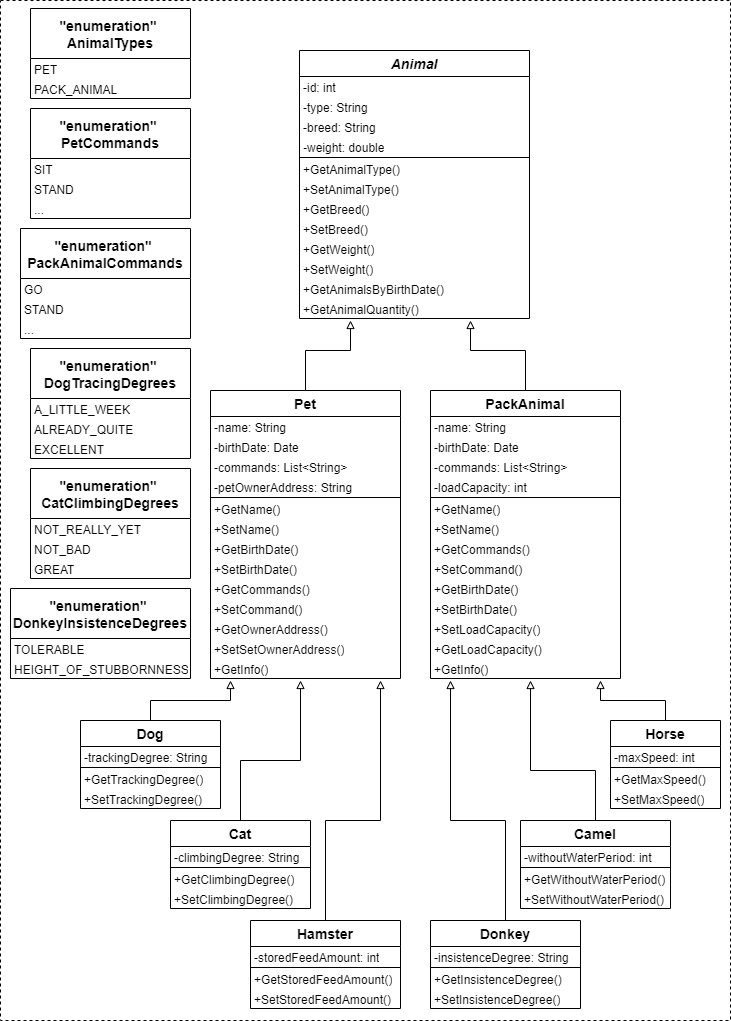 "enumeration"
AnimalTypes
PET
PACK_ANIMAL
"enumeration"
PetCommands
SIT
STAND
...
"enumeration"
PackAnimalCommands
GO
STAND
...
"enumeration"
DogTracingDegrees
A_LITTLE_WEEK
ALREADY_QUITE
EXCELLENT
"enumeration"
CatClimbingDegrees
NOT_REALLY_YET
NOT_BAD
GREAT
"enumeration"
DonkeyInsistenceDegrees
TOLERABLE
HEIGHT_OF_STUBBORNNESS
Animal
-id: int
-type: String
-breed: String
-weight: double
+GetAnimalType()
+SetAnimalType()
+GetBreed()
+SetBreed()
+GetWeight()
+SetWeight()
+GetAnimalsByBirthDate()
+GetAnimalQuantity()
Pet
-name: String
-birthDate: Date
-commands: List<String>
-petOwnerAddress: String
+GetName()
+SetName()
+GetBirthDate()
+SetBirthDate()
+GetCommands()
+SetCommand()
+GetOwnerAddress()
+SetSetOwnerAddress()
+GetInfo()
PackAnimal
-name: String
-birthDate: Date
-commands: List<String>
-loadCapacity: int
+GetName()
+SetName()
+GetCommands()
+SetCommand()
+GetBirthDate()
+SetBirthDate()
+SetLoadCapacity()
+GetLoadCapacity()
+GetInfo()
Dog
-trackingDegree: String
+GetTrackingDegree()
+SetTrackingDegree()
Cat
-climbingDegree: String
+GetClimbingDegree()
+SetClimbingDegree()
Hamster
-storedFeedAmount: int
+GetStoredFeedAmount()
+SetStoredFeedAmount()
Donkey
-insistenceDegree: String
+GetInsistenceDegree()
+SetInsistenceDegree()
Camel
-withoutWaterPeriod: int
+GetWithoutWaterPeriod()
+SetWithoutWaterPeriod()
Horse
-maxSpeed: int
+GetMaxSpeed()
+SetMaxSpeed()